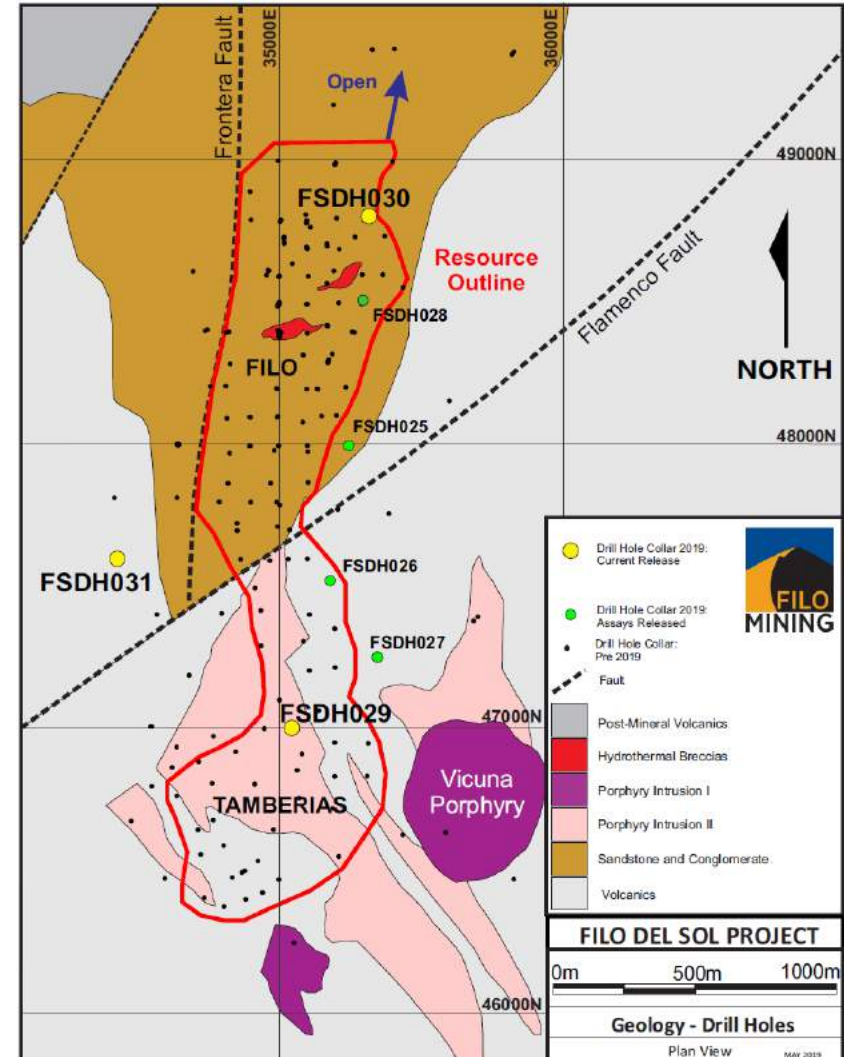 35000E
36000E
Frontera Fault
Open
49000N
FSDH030
Resource
Outline
Flamenco Fault
FSDH028
NORTH
FILO
FSDH025
48000N
FSDH031
FSDH026
FSDH027
FSDH029
47000N
TAMBERIAS
Vicuna
Porphyry
46000N
Drill Hole Collar 2019:
Current Release
Drill Hole Collar 2019:
Assays Released
Drill Hole Collar:
Pre 2019
Fault
FILO
MINING
Post-Mineral Volcanics
Hydrothermal Breccias
Porphyry Intrusion I
Porphyry Intrusion II
Sandstone and Conglomerate
Volcanics
FILO DEL SOL PROJECT
0m 500m 1000m
Geology - Drill Holes
Plan View MAY 2019